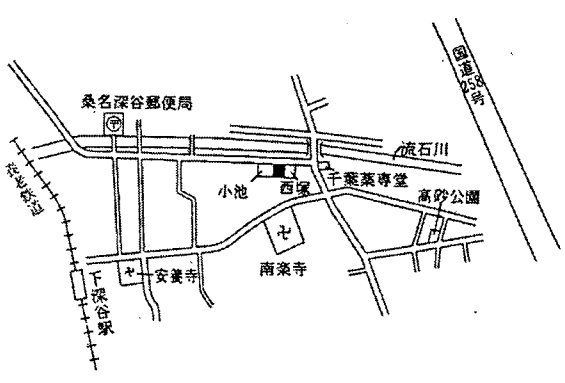 国道258号
桑名深谷郵便局
〒
流石川
養老鉄道
小池
西塚
千葉薬専堂
高砂公園
卍
卍
安養寺
南楽寺
下深谷駅